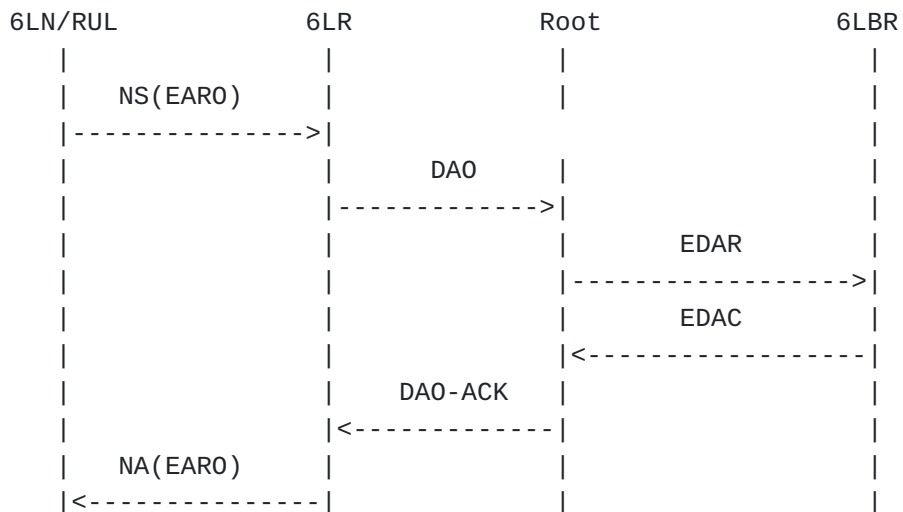 6LN/RUL 6LR Root 6LBR
NS(EARO)
DAO
EDAR
EDAC
DAO-ACK
NA(EARO)